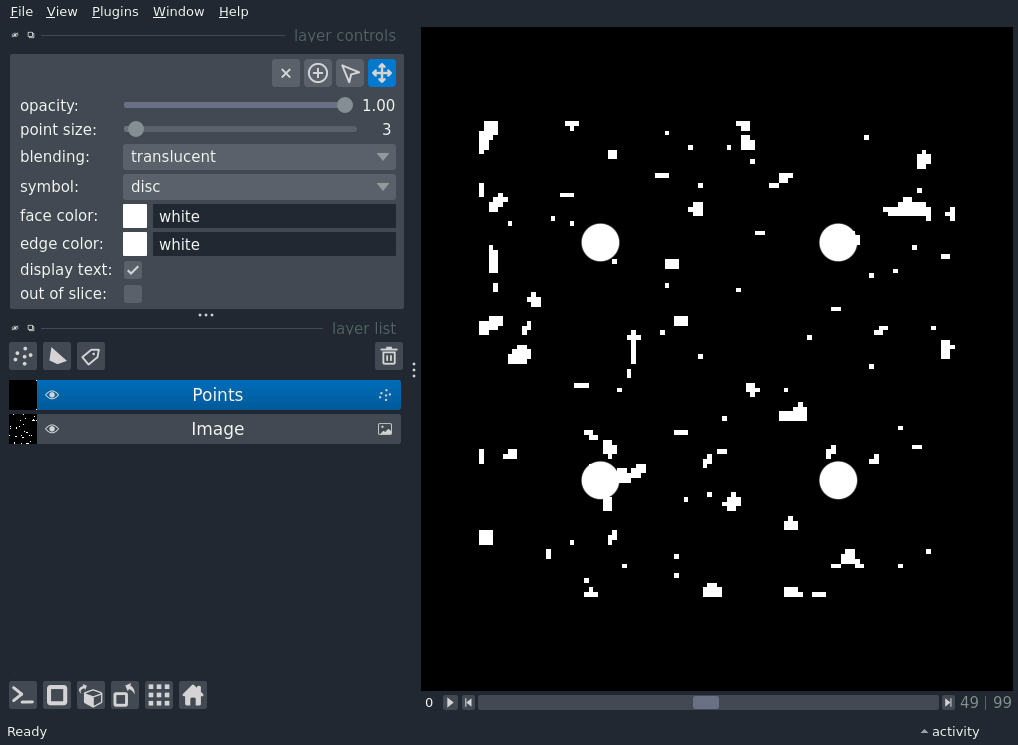 File View Plugins Window Help
layer controls
opacity: 1.00
point size: 3
blending: translucent
symbol: disc
face color: white
edge color: white
display text:
out of slice:
layer list
Points
Image
0 49 | 99
Ready activity